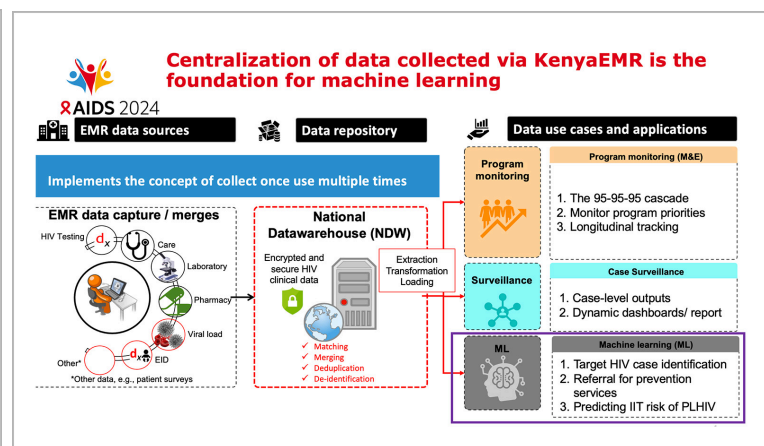 Centralization of data collected via KenyaEMR is the
foundation for machine learning
AIDS 2024
EMR data sources
Data repository
Data use cases and applications
Implements the concept of collect once use multiple times
EMR data capture / merges
HIV Testing
dx
Care
Laboratory
Pharmacy
Viral load
dx
EID
Other*
*Other data, e.g., patient surveys
National
Datawarehouse (NDW)
Encrypted and
secure HIV
clinical data
✓ Matching
✓ Merging
✓ Deduplication
✓ De-identification
Extraction
Transformation
Loading
Program
monitoring
Program monitoring (M&E)
1. The 95-95-95 cascade
2. Monitor program priorities
3. Longitudinal tracking
Surveillance
Case Surveillance
1. Case-level outputs
2. Dynamic dashboards/ report
ML
Machine learning (ML)
1. Target HIV case identification
2. Referral for prevention
services
3. Predicting IIT risk of PLHIV